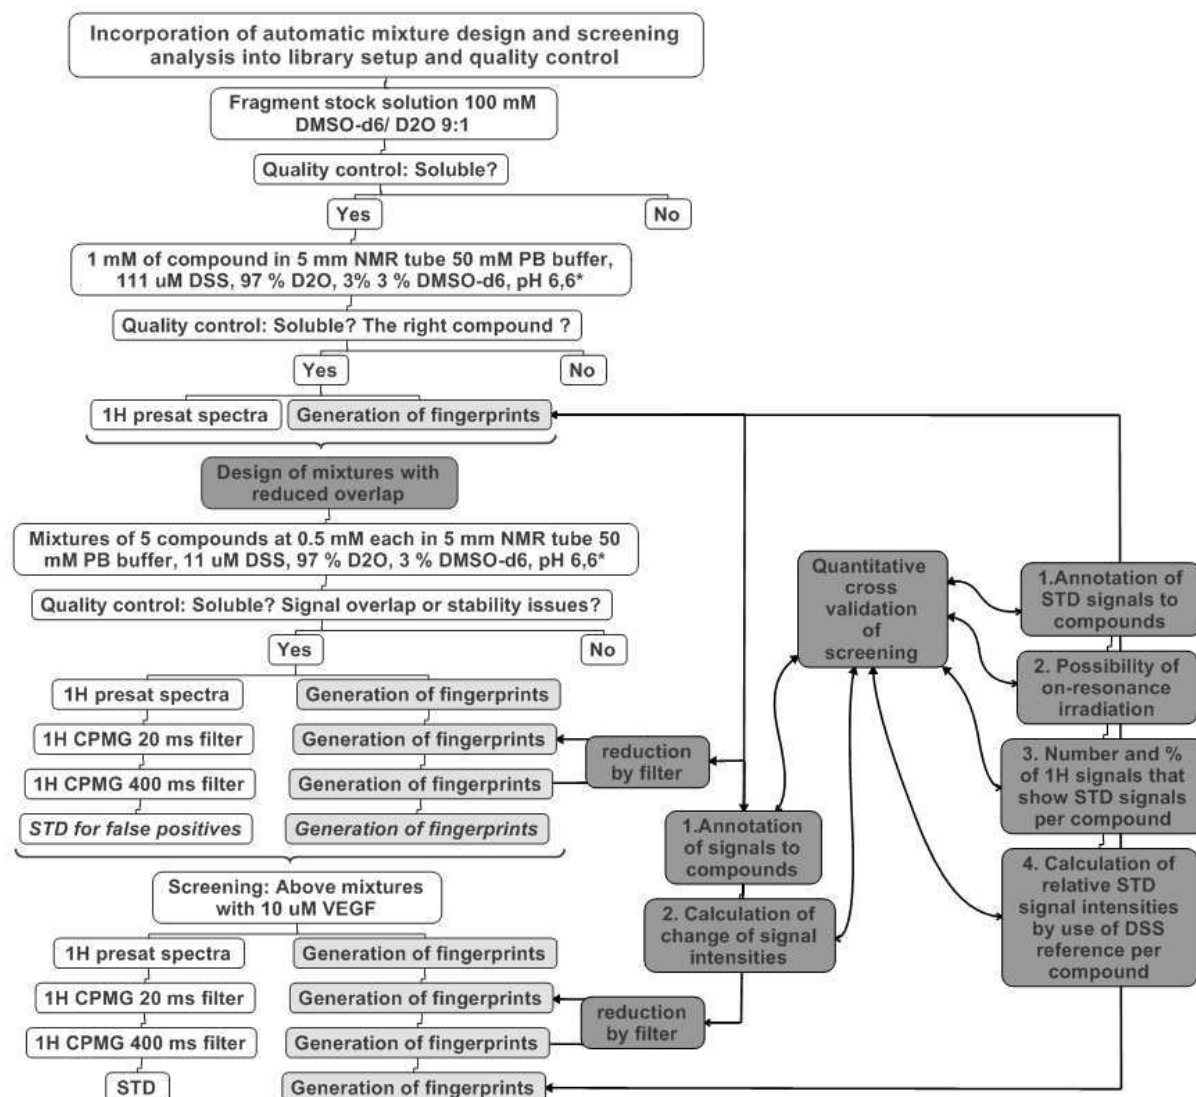 Incorporation of automatic mixture design and screening
analysis into library setup and quality control
Fragment stock solution 100 mM
DMSO-d6/ D2O 9:1
Quality control: Soluble?
Yes
No
1 mM of compound in 5 mm NMR tube 50 mM PB buffer,
111 uM DSS, 97 % D2O, 3% 3 % DMSO-d6, pH 6,6*
Quality control: Soluble? The right compound ?
Yes
No
1H presat spectra
Generation of fingerprints
Design of mixtures with
reduced overlap
Mixtures of 5 compounds at 0.5 mM each in 5 mm NMR tube 50
mM PB buffer, 11 uM DSS, 97 % D2O, 3 % DMSO-d6, pH 6,6*
Quality control: Soluble? Signal overlap or stability issues?
Yes
No
1H presat spectra
Generation of fingerprints
1H CPMG 20 ms filter
Generation of fingerprints
1H CPMG 400 ms filter
Generation of fingerprints
STD for false positives
Generation of fingerprints
reduction
by filter
Screening: Above mixtures
with 10 uM VEGF
1H presat spectra
Generation of fingerprints
1H CPMG 20 ms filter
Generation of fingerprints
1H CPMG 400 ms filter
Generation of fingerprints
STD
Generation of fingerprints
reduction
by filter
1.Annotation
of signals to
compounds
2. Calculation of
change of signal
intensities
Quantitative
cross
validation
of
screening
1.Annotation of
STD signals to
compounds
2. Possibility of
on-resonance
irradiation
3. Number and %
of 1H signals that
show STD signals
per compound
4. Calculation of
relative STD
signal intensities
by use of DSS
reference per
compound